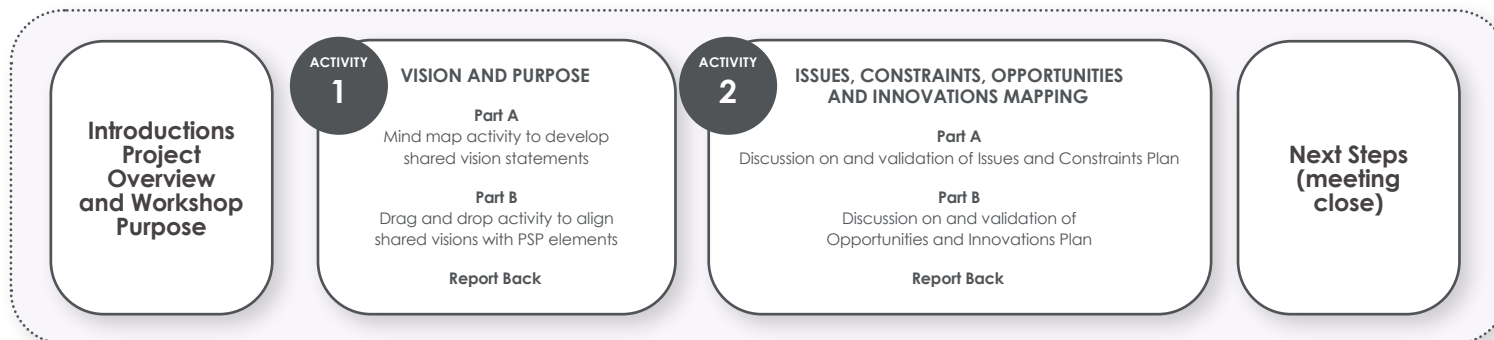 Introductions
Project
Overview
and Workshop
Purpose
ACTIVITY
1
VISION AND PURPOSE
Part A
Mind map activity to develop
shared vision statements
Part B
Drag and drop activity to align
shared visions with PSP elements
Report Back
ACTIVITY
2
ISSUES, CONSTRAINTS, OPPORTUNITIES
AND INNOVATIONS MAPPING
Part A
Discussion on and validation of Issues and Constraints Plan
Part B
Discussion on and validation of
Opportunities and Innovations Plan
Report Back
Next Steps
(meeting
close)